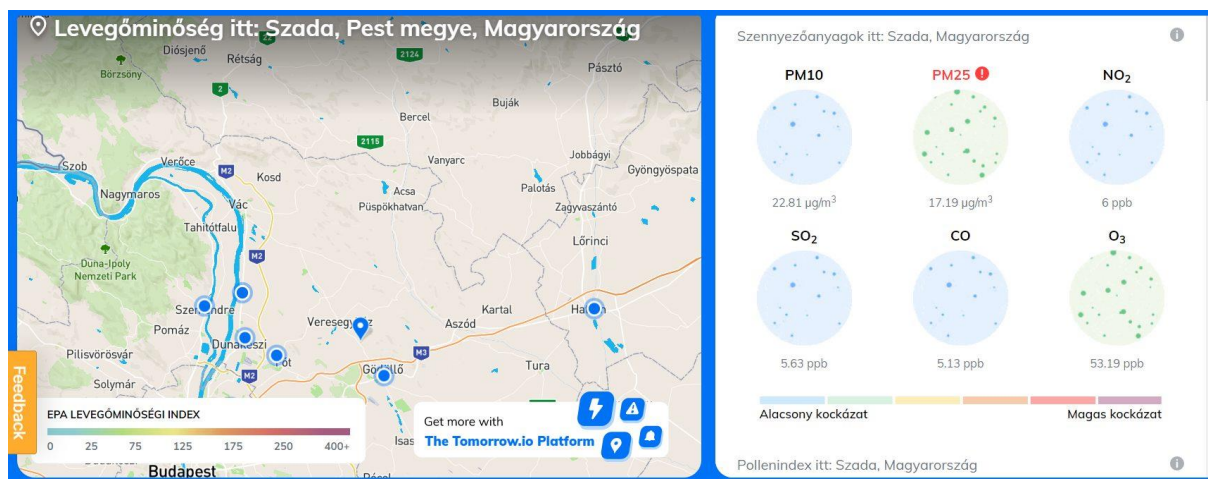 Levegőminőség itt: Szada, Pest megye, Magyarország
22
Diósjenő
Rétság
2124
Pásztó
Börzsöny
2
Buják
Bercel
2115
Szob
Verőce
M2
Kosd
Vanyarc
Jobbágyi
Gyöngyöspata
Nagymaros
Vác
Acsa
Palotás
Püspökhatvan
Zagyvaszántó
Tahitótfalu
Duna-Ipoly
Nemzeti Park
M2
Lőrinci
Kartal
Pomáz
Veresegy
Aszód
Pilisvörösvár
M3
M2
Gödöllő
Tura
Solymár
Isas
Budapest
Feedback
EPA LEVEGŐMINŐSÉGI INDEX
0 25 75 125 175 250 400+
Get more with
The Tomorrow.io Platform
Szennyezőanyagok itt: Szada, Magyarország
PM10 PM25 NO₂
22.81 µg/m³ 17.19 µg/m³ 6 ppb
SO₂ CO O₃
5.63 ppb 5.13 ppb 53.19 ppb
Alacsony kockázat Magas kockázat
Pollenindex itt: Szada, Magyarország